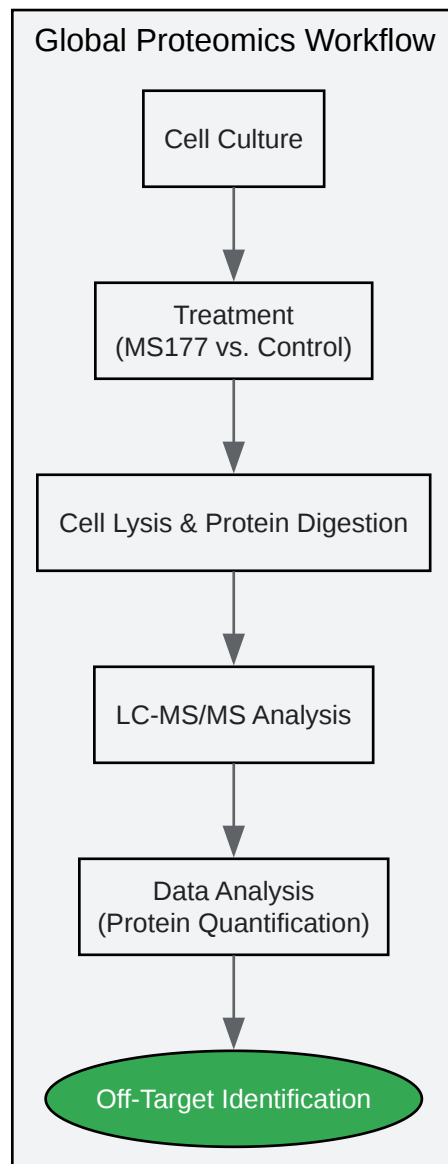 Global Proteomics Workflow
Cell Culture
Treatment
(MS177 vs. Control)
Cell Lysis & Protein Digestion
LC-MS/MS Analysis
Data Analysis
(Protein Quantification)
Off-Target Identification